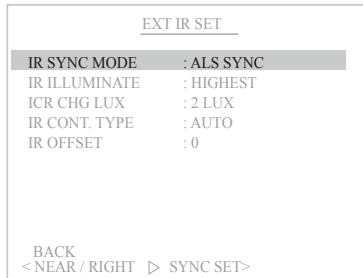 EXT IR SET
IR SYNC MODE : ALS SYNC
IR ILLUMINATE : HIGHEST
ICR CHG LUX : 2 LUX
IR CONT. TYPE : AUTO
IR OFFSET : 0
BACK
< NEAR / RIGHT ▷ SYNC SET>